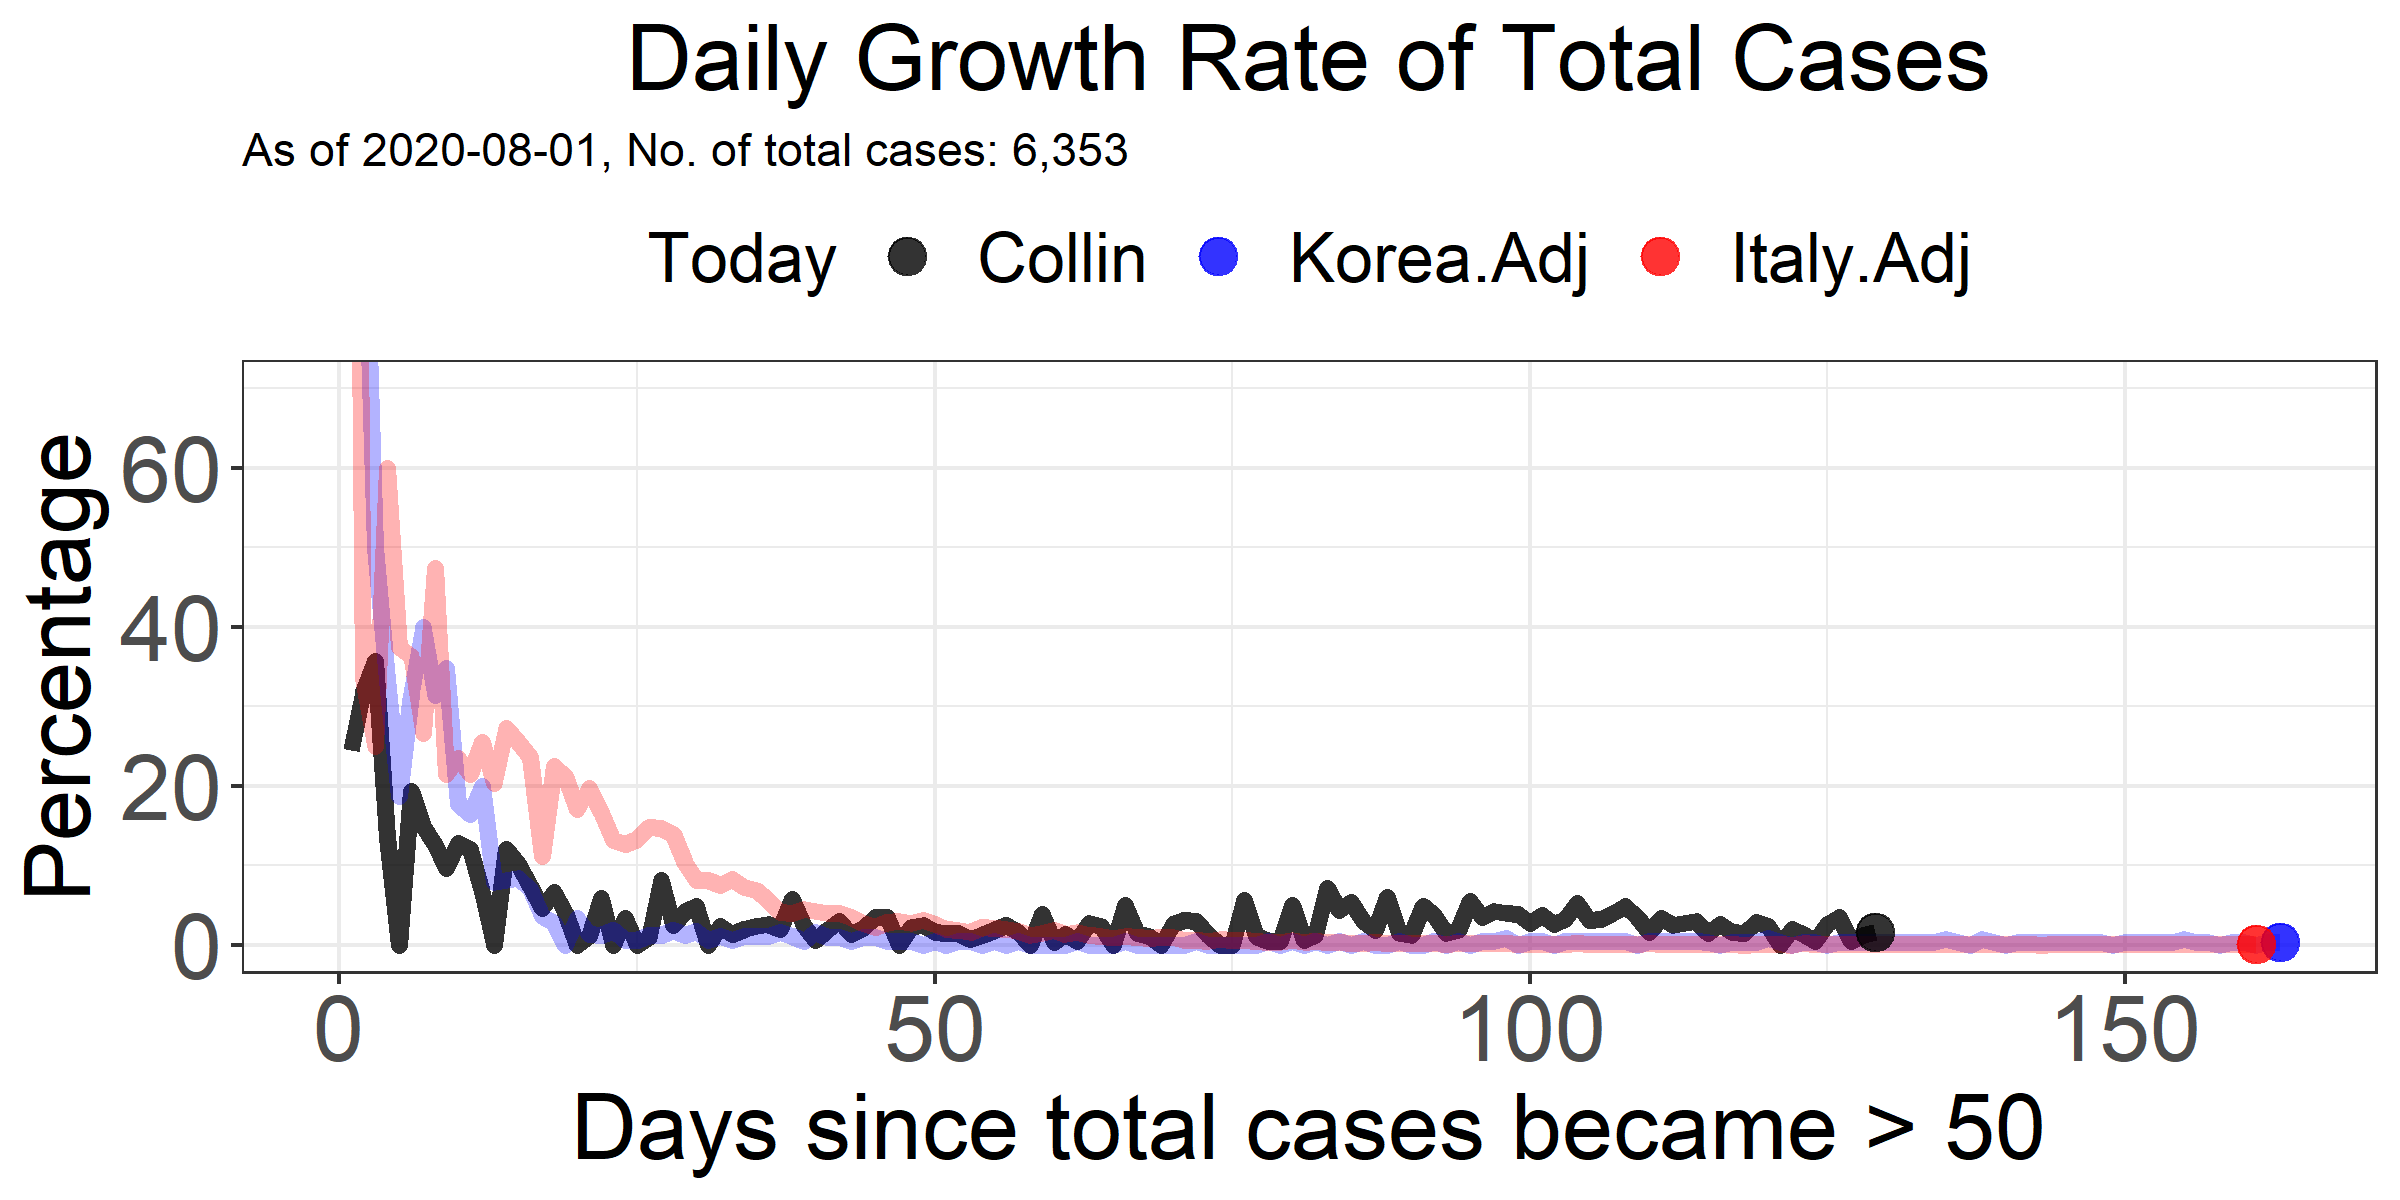 Daily Growth Rate of Total Cases
As of 2020-08-01, No. of total cases: 6,353
Today Collin Korea.Adj Italy.Adj
Percentage
60
40
20
0
0 50 100 150
Days since total cases became > 50